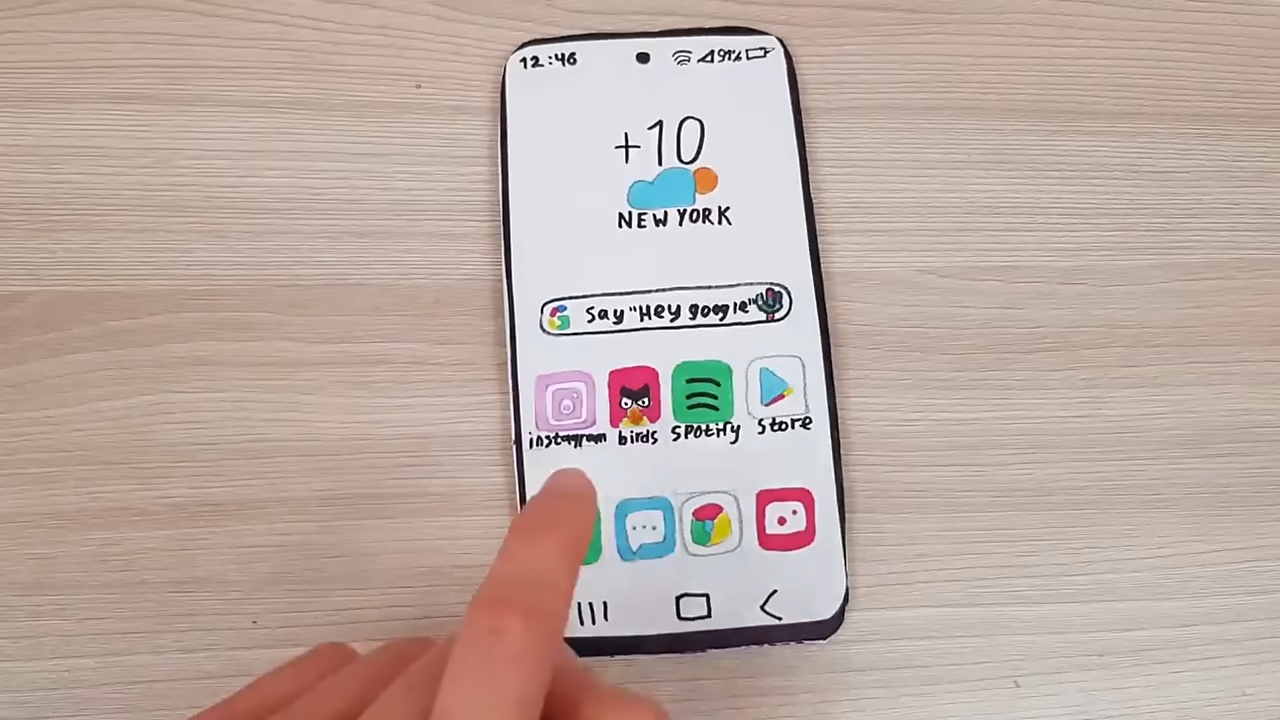 12:46 91%
+10
NEW YORK
Say "Hey google"
instagram birds SPOtify Store